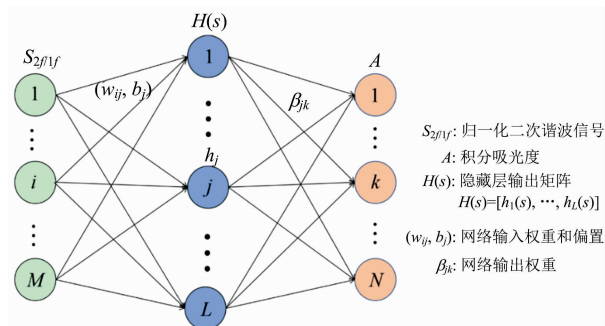 H(s)
S2f/1f
A
1
1
1
(wij, bj)
βjk
hj
i
j
k
M
L
N
S2f/1f: 归一化二次谐波信号
A: 积分吸光度
H(s): 隐藏层输出矩阵
H(s)=[h1(s), ⋯, hL(s)]
(wij, bj): 网络输入权重和偏置
βjk: 网络输出权重